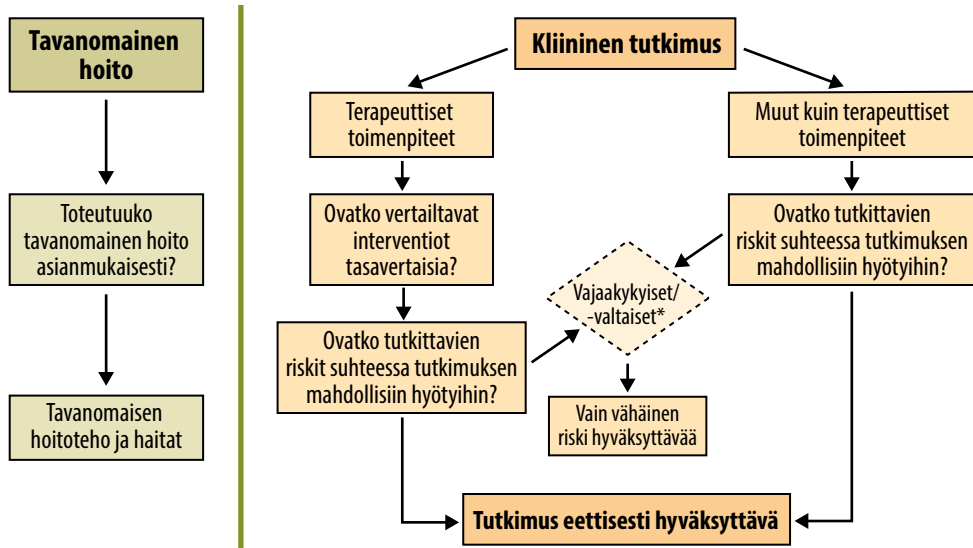 Tavanomainen
hoito
Toteutuuko
tavanomainen hoito
asianmukaisesti?
Tavanomaisen
hoitoteho ja haitat
Kliininen tutkimus
Terapeuttiset
toimenpiteet
Ovatko vertailtavat
interventiot
tasavertaisia?
Ovatko tutkittavien
riskit suhteessa tutkimuksen
mahdollisiin hyötyihin?
Muut kuin terapeuttiset
toimenpiteet
Ovatko tutkittavien
riskit suhteessa tutkimuksen
mahdollisiin hyötyihin?
Vajaakykyiset/
-valtaiset*
Vain vähäinen
riski hyväksyttävää
Tutkimus eettisesti hyväksyttävä